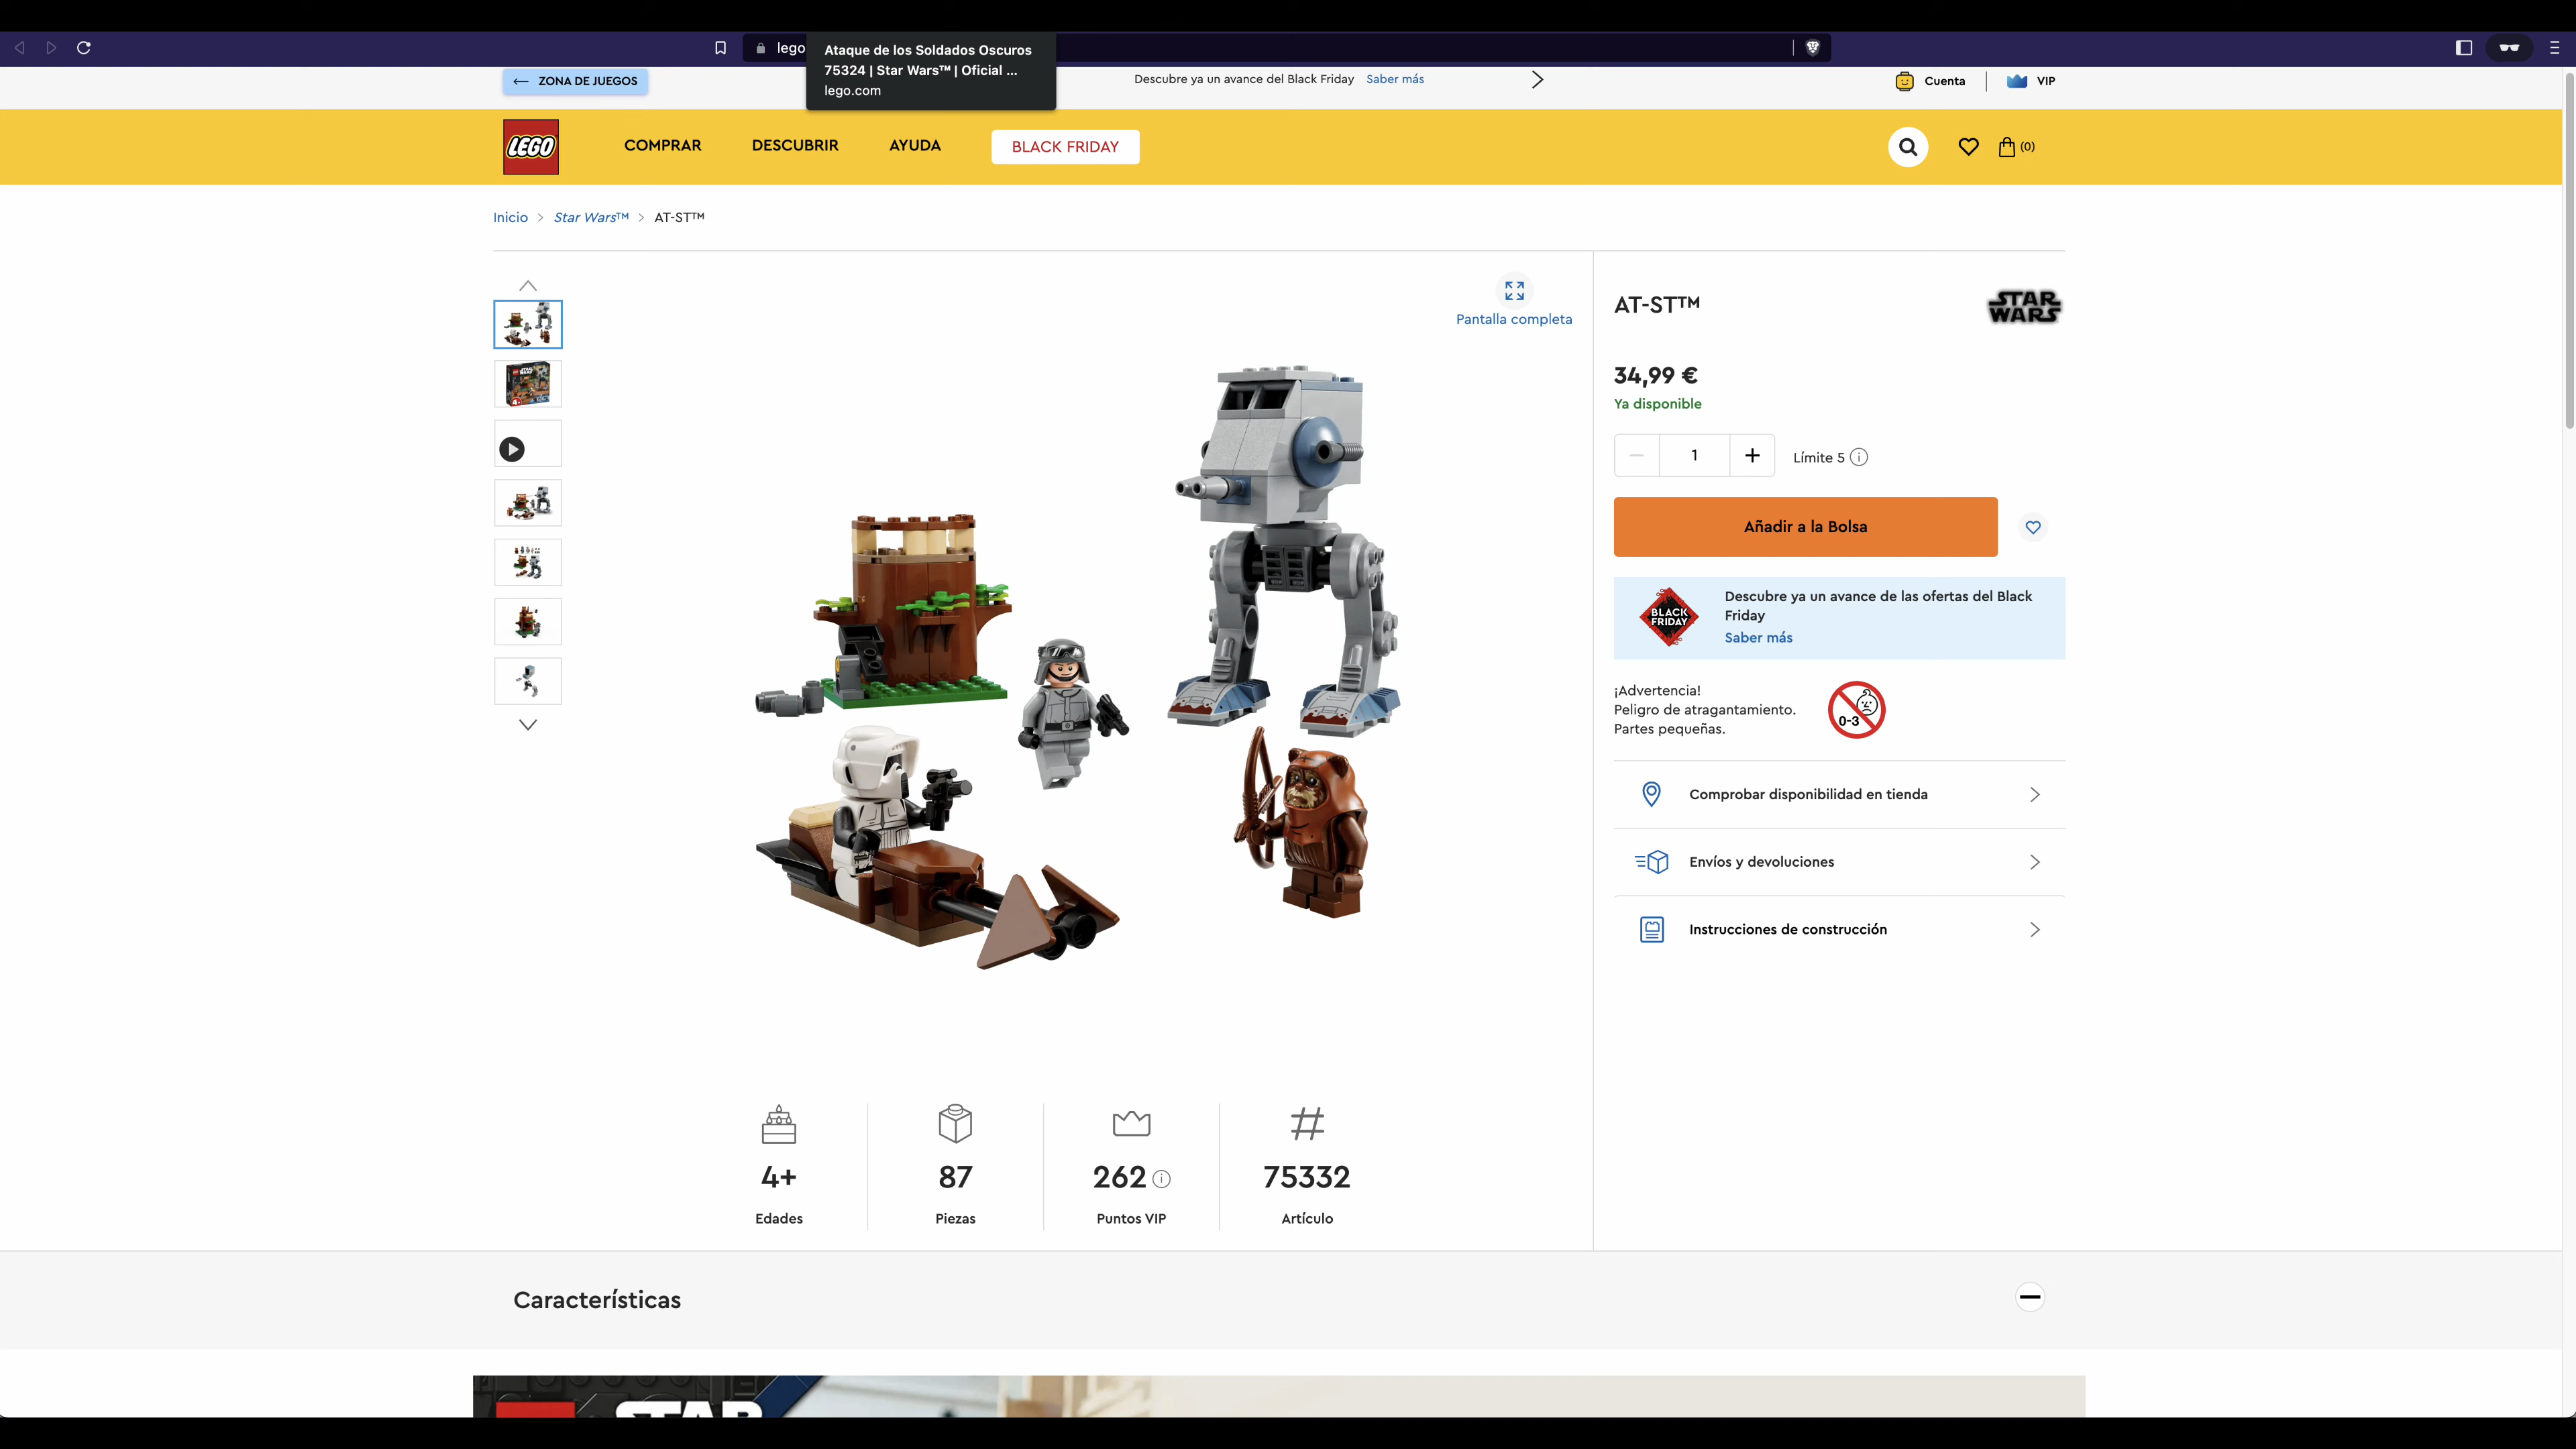 lego
Ataque de los Soldados Oscuros
75324 | Star Wars™ | Oficial ...
lego.com
ZONA DE JUEGOS
Descubre ya un avance del Black Friday Saber más
Cuenta
VIP
LEGO
COMPRAR
DESCUBRIR
AYUDA
BLACK FRIDAY
(0)
Inicio > Star Wars™ > AT-ST™
Pantalla completa
AT-ST™
STAR
WARS
34,99 €
Ya disponible
1
Límite 5
Añadir a la Bolsa
BLACK
FRIDAY
Descubre ya un avance de las ofertas del Black
Friday
Saber más
¡Advertencia!
Peligro de atragantamiento.
Partes pequeñas.
0-3
Comprobar disponibilidad en tienda
Envíos y devoluciones
Instrucciones de construcción
4+
Edades
87
Piezas
262
Puntos VIP
#
75332
Artículo
Características
STAR